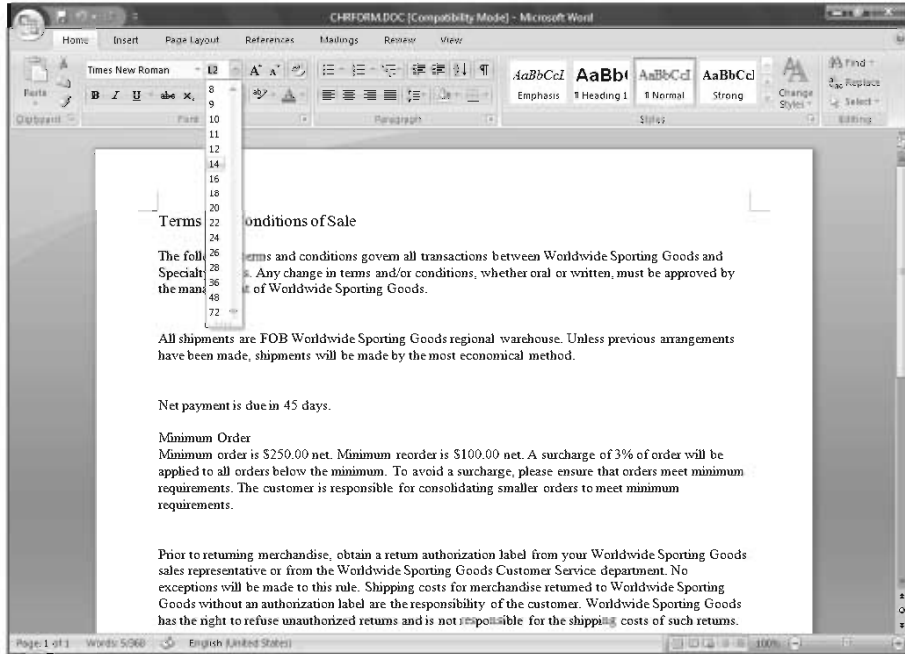 CHRFORM.DOC [Compatibility Mode] - Microsoft Word
Home Insert Page Layout References Mailings Review View
Times New Roman 12
B I U abc x,
Paste
Clipboard
Font
Paragraph
AaBbCcI AaBb( AaBbCcI AaBbCcl
Emphasis ¶ Heading 1 ¶ Normal Strong
Change
Styles
Styles
Find
Replace
Select
Editing
8
9
10
11
12
14
16
18
20
22
24
26
28
36
48
72
Terms onditions of Sale
The foll erms and conditions govern all transactions between Worldwide Sporting Goods and
Specialty s. Any change in terms and/or conditions, whether oral or written, must be approved by
the mana t of Worldwide Sporting Goods.
All shipments are FOB Worldwide Sporting Goods regional warehouse. Unless previous arrangements
have been made, shipments will be made by the most economical method.
Net payment is due in 45 days.
Minimum Order
Minimum order is $250.00 net. Minimum reorder is $100.00 net. A surcharge of 3% of order will be
applied to all orders below the minimum. To avoid a surcharge, please ensure that orders meet minimum
requirements. The customer is responsible for consolidating smaller orders to meet minimum
requirements.
Prior to returning merchandise, obtain a return authorization label from your Worldwide Sporting Goods
sales representative or from the Worldwide Sporting Goods Customer Service department. No
exceptions will be made to this rule. Shipping costs for merchandise returned to Worldwide Sporting
Goods without an authorization label are the responsibility of the customer. Worldwide Sporting Goods
has the right to refuse unauthorized returns and is not responsible for the shipping costs of such returns.
Page: 1 of 1 Words: 5/368 English (United States) 100%